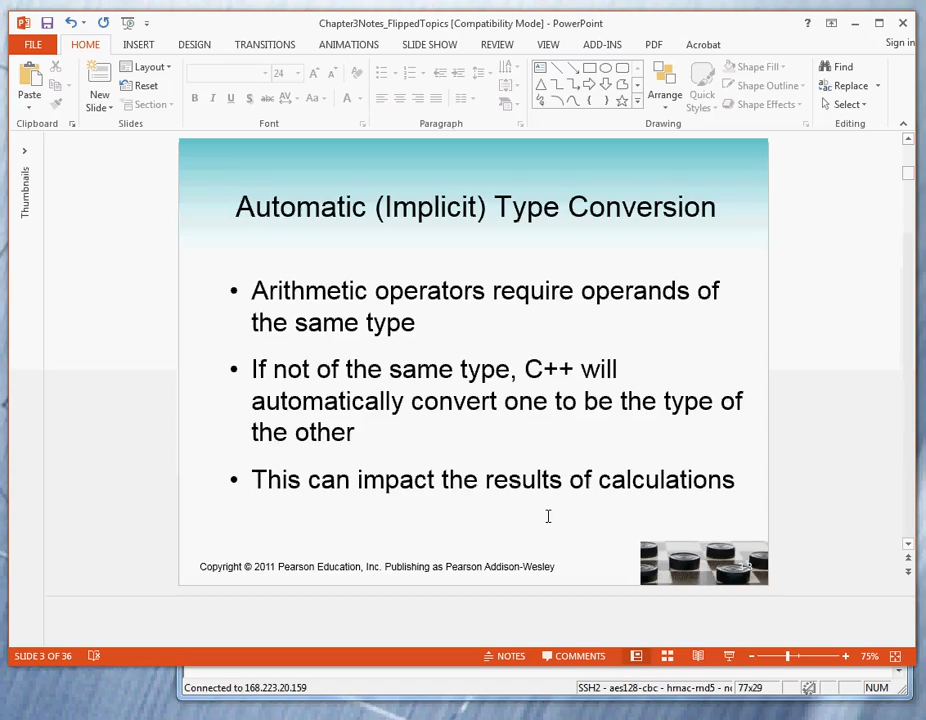 Chapter3Notes_FlippedTopics [Compatibility Mode] - PowerPoint
?
FILE HOME INSERT DESIGN TRANSITIONS ANIMATIONS SLIDE SHOW REVIEW VIEW ADD-INS PDF Acrobat Sign in
Paste
New
Slide
Layout
Reset
Section
24
B I U S abc AV Aa A
Arrange
Quick
Styles
Shape Fill
Shape Outline
Shape Effects
Find
Replace
Select
Clipboard Slides Font Paragraph Drawing Editing
Thumbnails
Automatic (Implicit) Type Conversion
• Arithmetic operators require operands of
the same type
• If not of the same type, C++ will
automatically convert one to be the type of
the other
• This can impact the results of calculations
Copyright © 2011 Pearson Education, Inc. Publishing as Pearson Addison-Wesley
SLIDE 3 OF 36 NOTES COMMENTS 75%
Connected to 168.223.20.159 SSH2 - aes128-cbc - hmac-md5 - 77x29 NUM